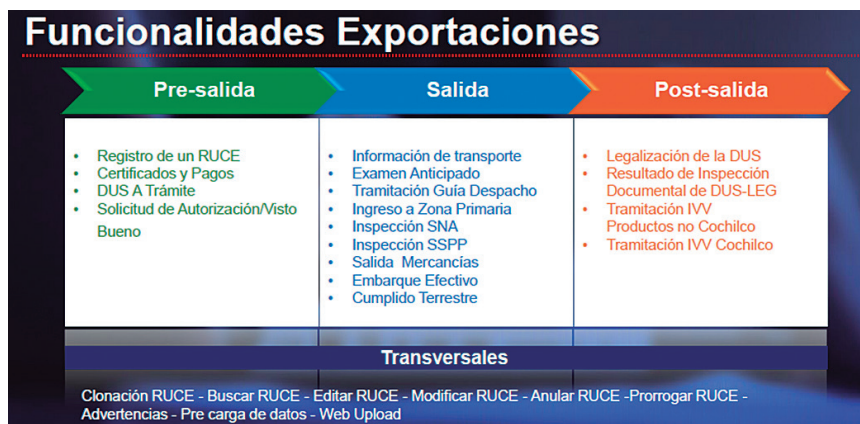 Funcionalidades Exportaciones
Pre-salida
Salida
Post-salida
• Registro de un RUCE
• Certificados y Pagos
• DUS A Trámite
• Solicitud de Autorización/Visto
Bueno
• Información de transporte
• Examen Anticipado
• Tramitación Guía Despacho
• Ingreso a Zona Primaria
• Inspección SNA
• Inspección SSPP
• Salida Mercancías
• Embarque Efectivo
• Cumplido Terrestre
• Legalización de la DUS
• Resultado de Inspección
Documental de DUS-LEG
• Tramitación IVV
Productos no Cochilco
• Tramitación IVV Cochilco
Transversales
Clonación RUCE - Buscar RUCE - Editar RUCE - Modificar RUCE - Anular RUCE -Prorrogar RUCE -
Advertencias - Pre carga de datos - Web Upload